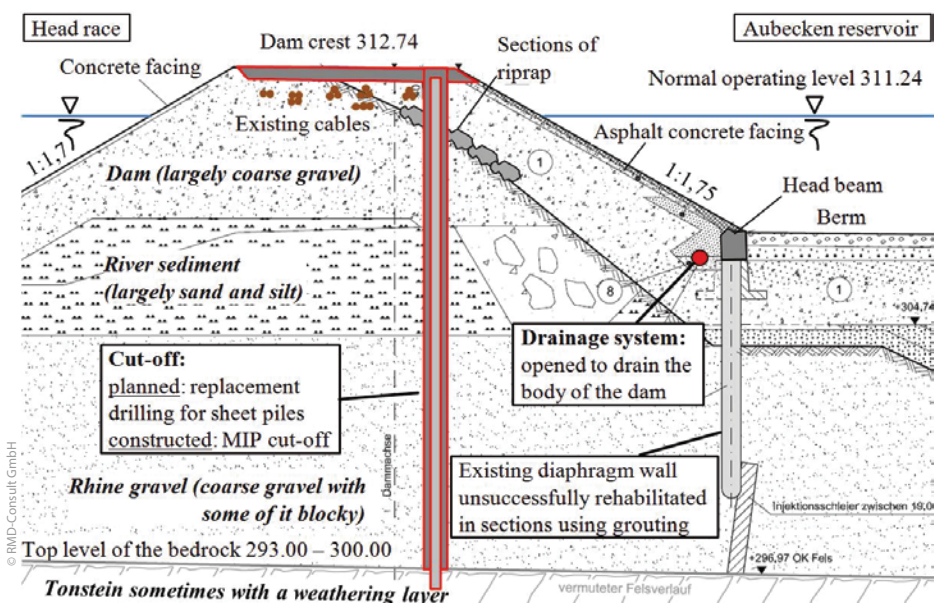 Head race
Aubecken reservoir
Dam crest 312.74
Sections of
riprap
Concrete facing
Normal operating level 311.24
Existing cables
Asphalt concrete facing
1:1,7
1:1,75
1
Dam (largely coarse gravel)
Head beam
Berm
River sediment
(largely sand and silt)
8
1
+304,74
Cut-off:
planned: replacement
drilling for sheet piles
constructed: MIP cut-off
Drainage system:
opened to drain the
body of the dam
Dammachse
Rhine gravel (coarse gravel with
some of it blocky)
Existing diaphragm wall
unsuccessfully rehabilitated
in sections using grouting
Injektionsschleier zwischen 19,00
Top level of the bedrock 293.00 – 300.00
+296,97 OK Fels
Tonstein sometimes with a weathering layer
vermuteter Felsverlauf
© RMD-Consult GmbH